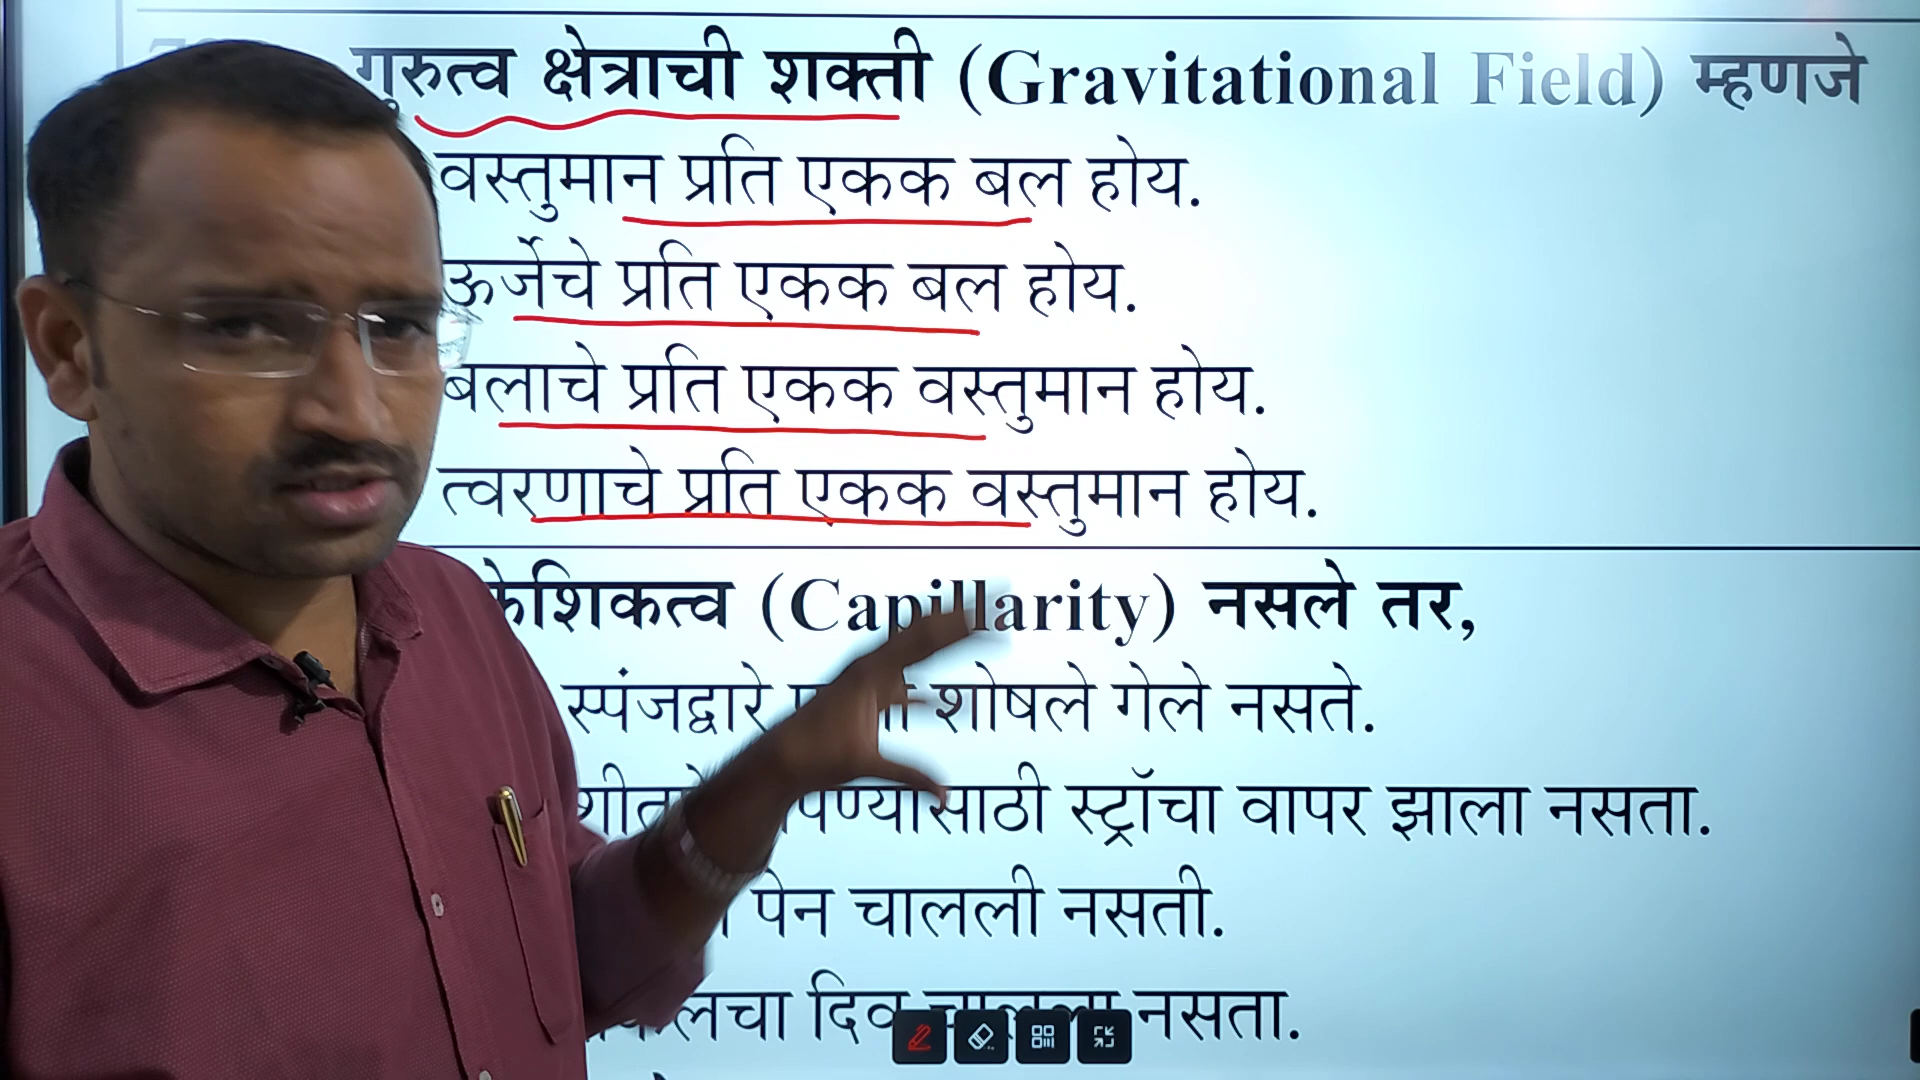 गुरुत्व क्षेत्राची शक्ती (Gravitational Field) म्हणजे
वस्तुमान प्रति एकक बल होय.
ऊर्जेचे प्रति एकक बल होय.
बलाचे प्रति एकक वस्तुमान होय.
त्वरणाचे प्रति एकक वस्तुमान होय.
केशिकत्व (Capillarity) नसले तर,
स्पंजद्वारे शोषले गेले नसते.
स्ट्रॉचा वापर झाला नसता.
पेन चालली नसती.
नसता.